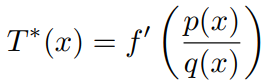 T*(x) = f′(p(x)/q(x))